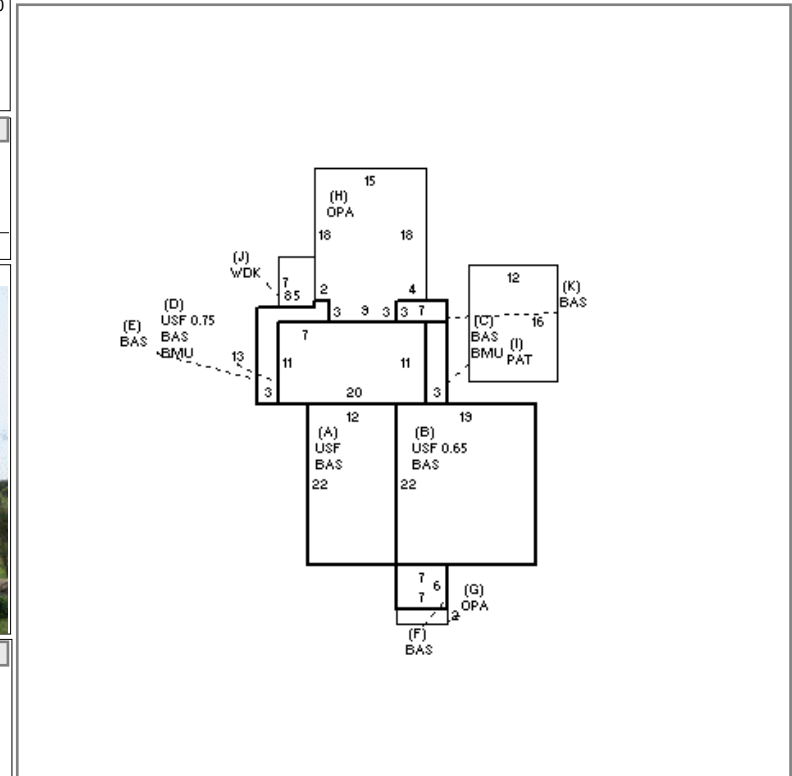 15
(H)
OPA
18 18
(J)
WDK
7
8 5
2
4
12
(K)
BAS
16
(D)
USF 0.75
BAS
BMU
(E)
BAS
3 9 3 3 7
(C)
BAS
BMU
(I)
PAT
7
13
11 11
3
20
3
12
19
(A)
USF
BAS
(B)
USF 0.65
BAS
22 22
7
6
7
(G)
OPA
2
(F)
BAS